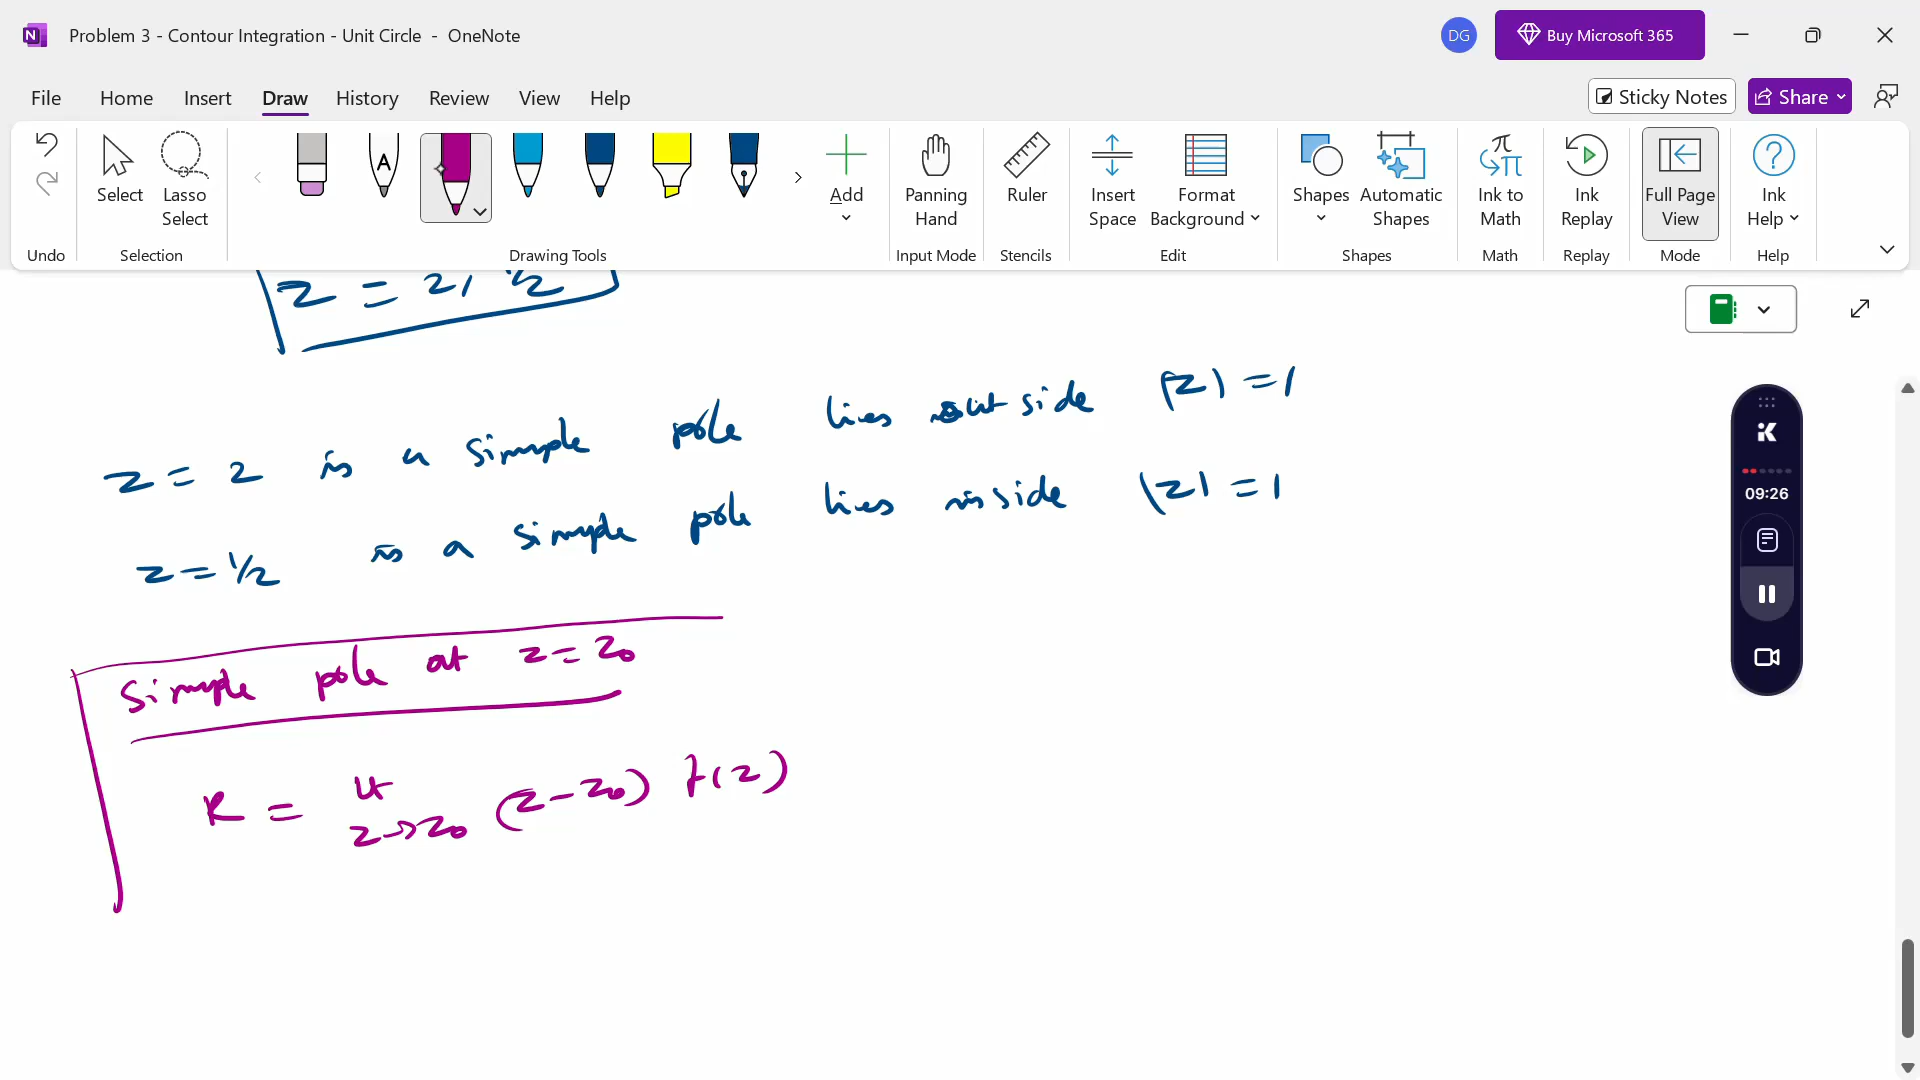 Problem 3 - Contour Integration - Unit Circle - OneNote
DG
Buy Microsoft 365
File Home Insert Draw History Review View Help
Sticky Notes
Share
Select
Lasso Select
A
Add
Panning Hand
Ruler
Insert Space
Format Background
Shapes
Automatic Shapes
Ink to Math
Ink Replay
Full Page View
Ink Help
Undo
Selection
Drawing Tools
Input Mode
Stencils
Edit
Shapes
Math
Replay
Mode
Help
z = 2, 1/2
z = 2 is a simple pole lies outside |z| = 1
z = 1/2 is a simple pole lies inside |z| = 1
09:26
Simple pole at z = z₀
R = Lt z→z₀ (z - z₀) f(z)